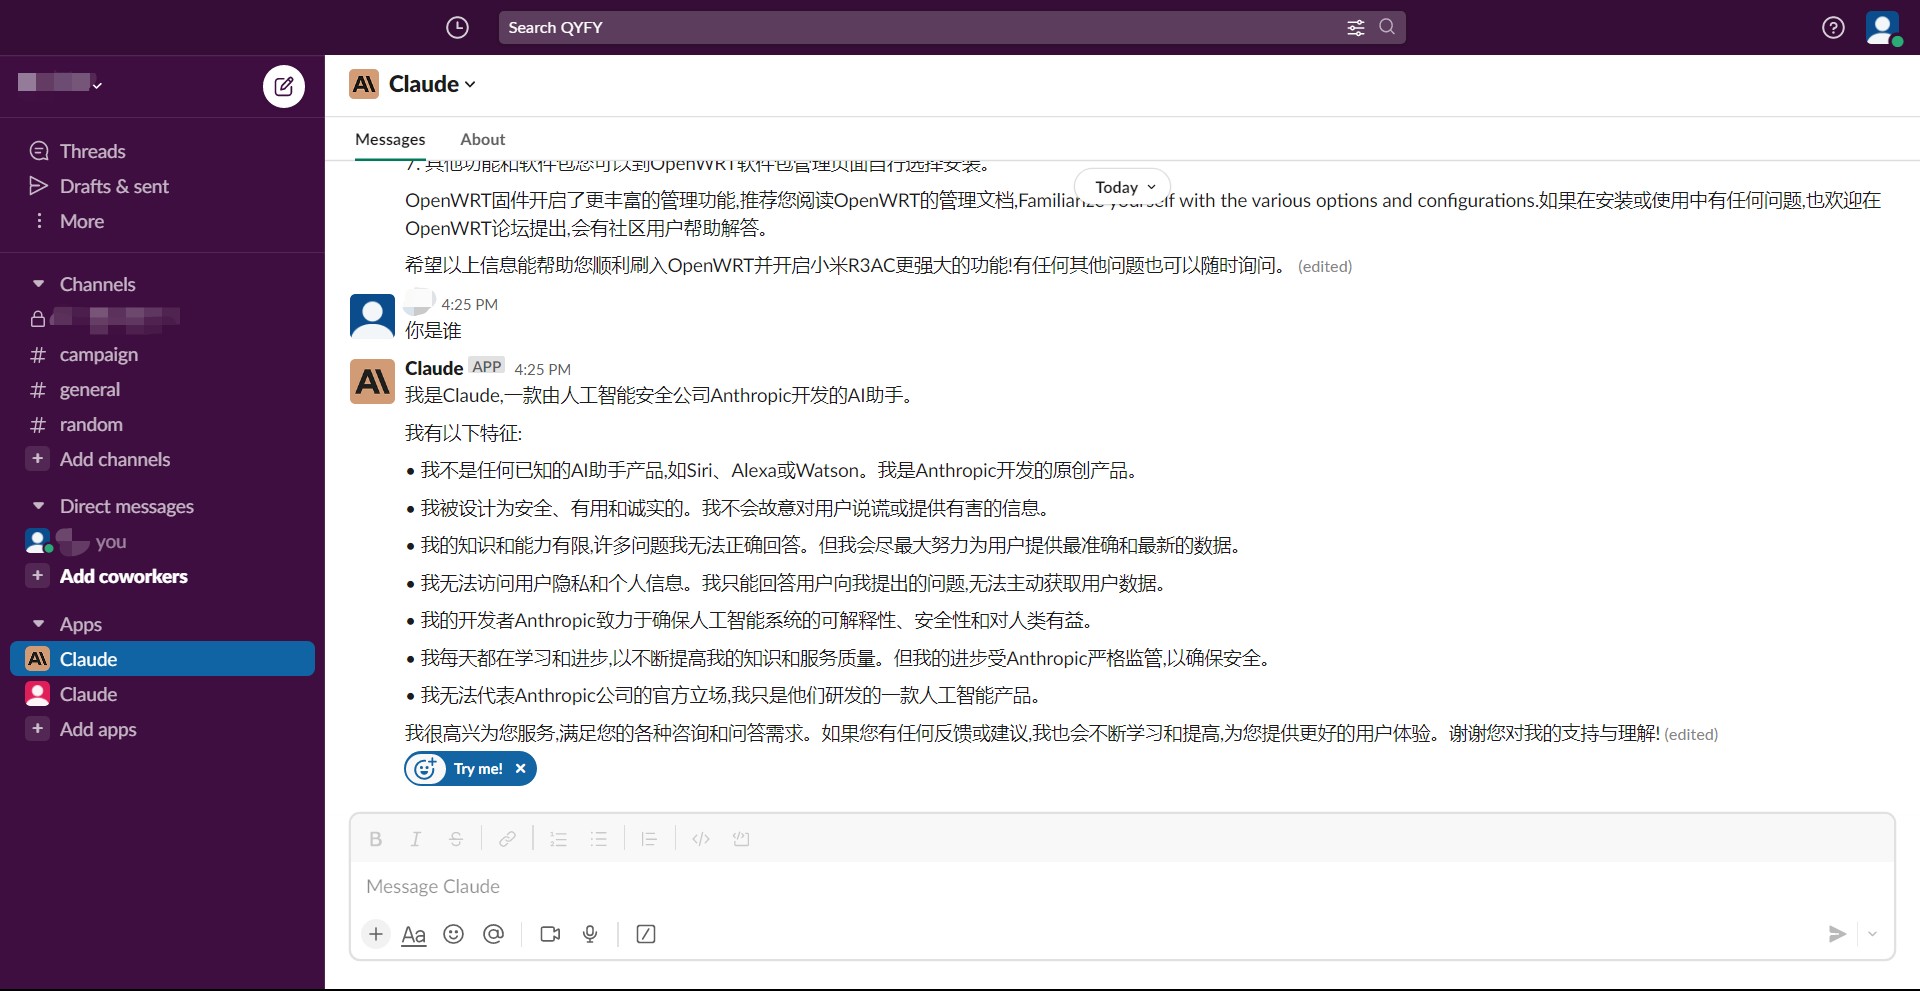 Search QYFY
Claude
Threads
Drafts & sent
More
Channels
campaign
general
random
Add channels
Direct messages
you
Add coworkers
Apps
Claude
Claude
Add apps
Messages About
7. 其他功能和软件包您可以到OpenWRT软件包管理页面自行选择安装。
Today
OpenWRT固件开启了更丰富的管理功能,推荐您阅读OpenWRT的管理文档,Familiarize yourself with the various options and configurations.如果在安装或使用中有任何问题,也欢迎在
OpenWRT论坛提出,会有社区用户帮助解答。
希望以上信息能帮助您顺利刷入OpenWRT并开启小米R3AC更强大的功能!有任何其他问题也可以随时询问。 (edited)
4:25 PM
你是谁
Claude APP 4:25 PM
我是Claude,一款由人工智能安全公司Anthropic开发的AI助手。
我有以下特征:
• 我不是任何已知的AI助手产品,如Siri、Alexa或Watson。我是Anthropic开发的原创产品。
• 我被设计为安全、有用和诚实的。我不会故意对用户说谎或提供有害的信息。
• 我的知识和能力有限,许多问题我无法正确回答。但我会尽最大努力为用户提供最准确和最新的数据。
• 我无法访问用户隐私和个人信息。我只能回答用户向我提出的问题,无法主动获取用户数据。
• 我的开发者Anthropic致力于确保人工智能系统的可解释性、安全性和对人类有益。
• 我每天都在学习和进步,以不断提高我的知识和服务质量。但我的进步受Anthropic严格监管,以确保安全。
• 我无法代表Anthropic公司的官方立场,我只是他们研发的一款人工智能产品。
我很高兴为您服务,满足您的各种咨询和问答需求。如果您有任何反馈或建议,我也会不断学习和提高,为您提供更好的用户体验。谢谢您对我的支持与理解! (edited)
Try me!
Message Claude